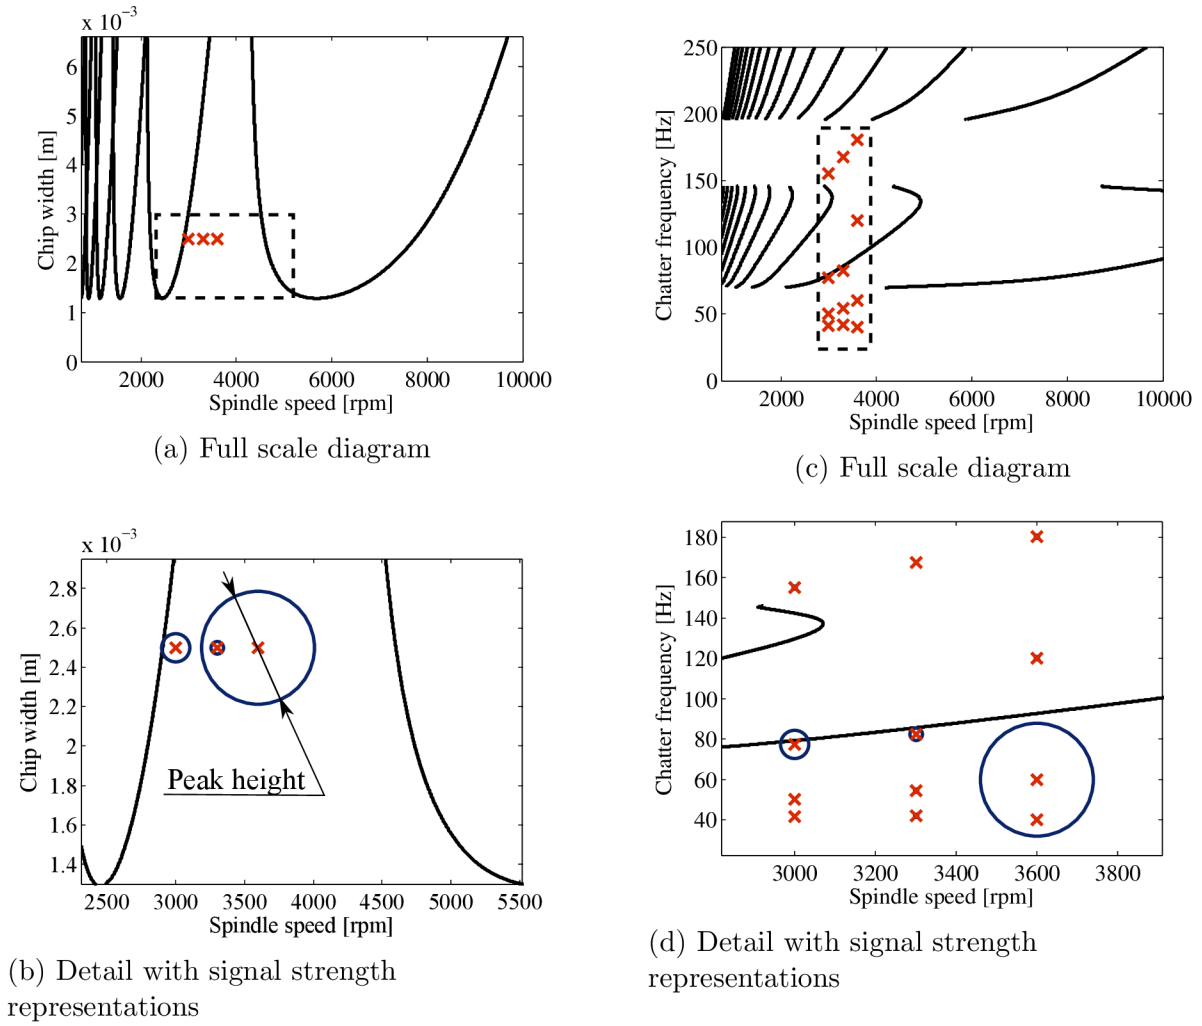 x 10−3
6
5
4
3
2
1
0
Chip width [m]
2000 4000 6000 8000 10000
Spindle speed [rpm]
(a) Full scale diagram
250
200
150
100
50
0
Chatter frequency [Hz]
2000 4000 6000 8000 10000
Spindle speed [rpm]
(c) Full scale diagram
x 10−3
2.8
2.6
2.4
2.2
2
1.8
1.6
1.4
Chip width [m]
Peak height
2500 3000 3500 4000 4500 5000 5500
Spindle speed [rpm]
(b) Detail with signal strength
representations
180
160
140
120
100
80
60
40
Chatter frequency [Hz]
3000 3200 3400 3600 3800
Spindle speed [rpm]
(d) Detail with signal strength
representations